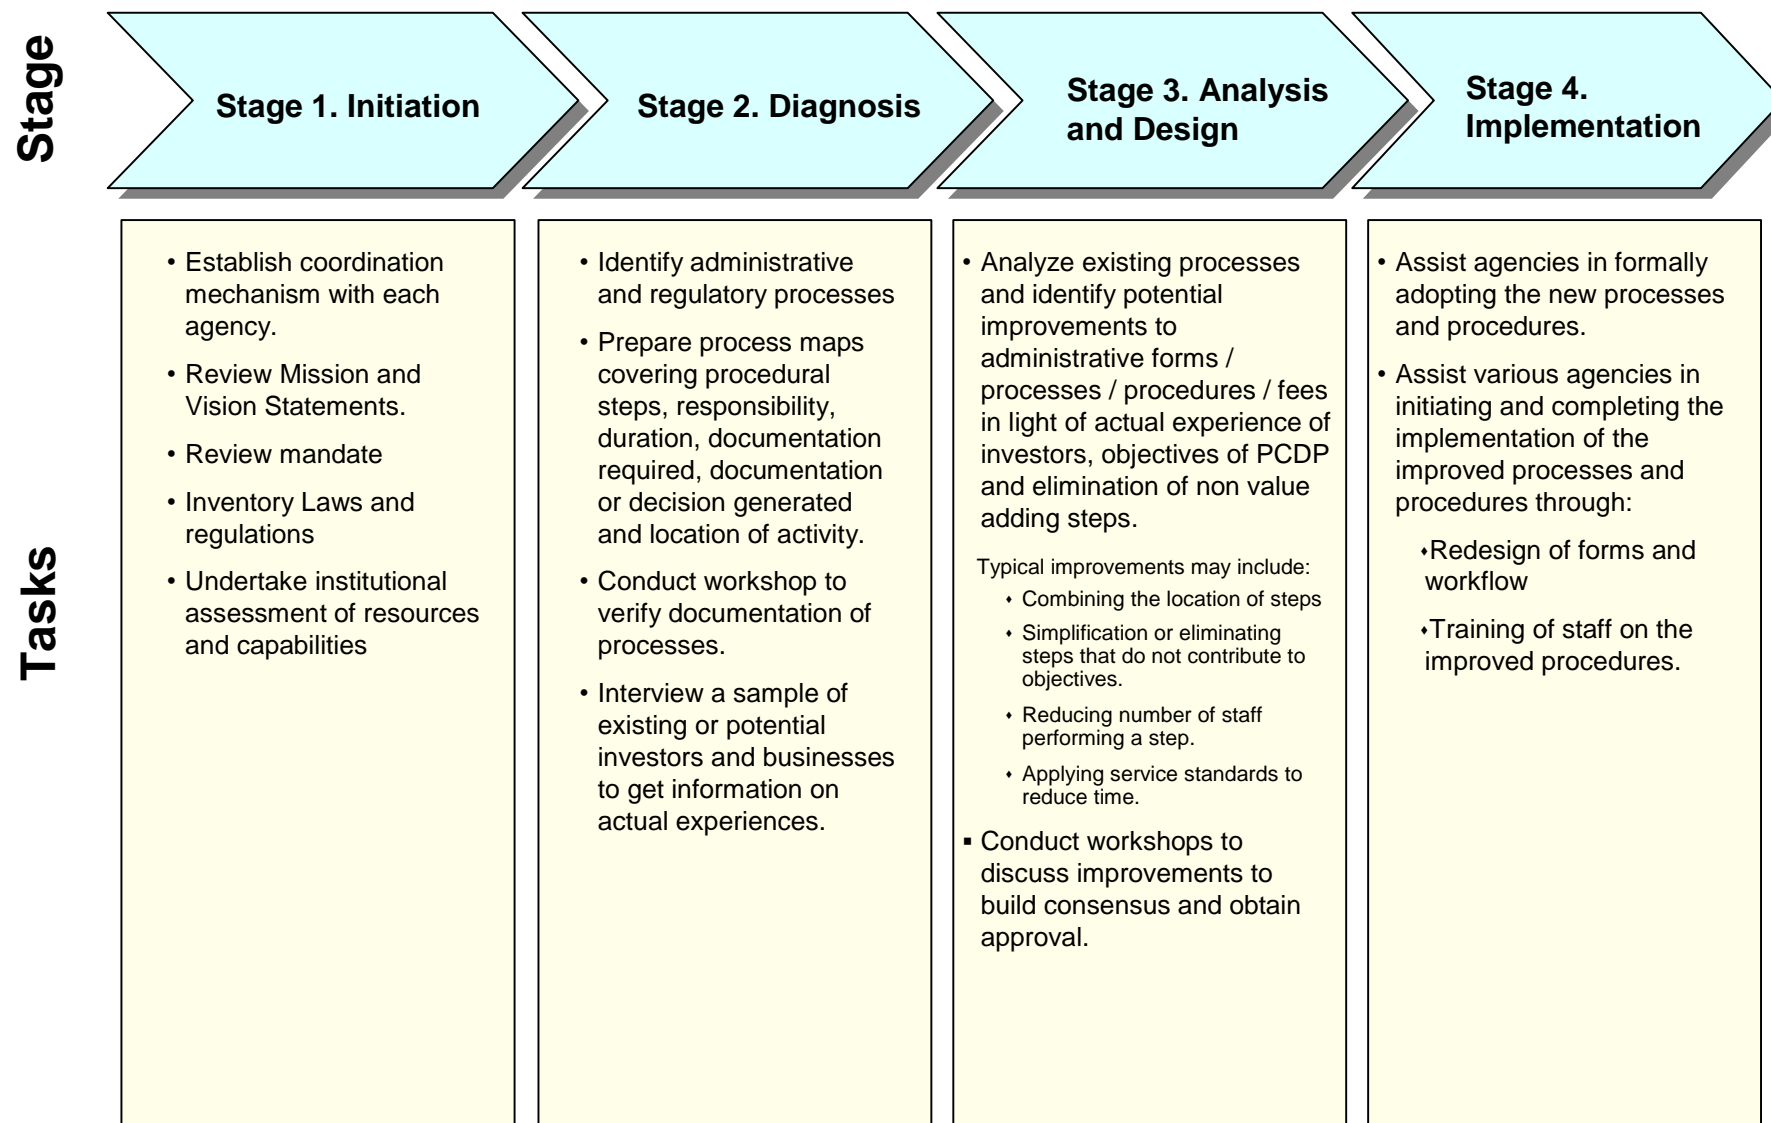 Stage
Stage 1. Initiation
Stage 2. Diagnosis
Stage 3. Analysis
and Design
Stage 4.
Implementation
Tasks
• Establish coordination
mechanism with each
agency.
• Review Mission and
Vision Statements.
• Review mandate
• Inventory Laws and
regulations
• Undertake institutional
assessment of resources
and capabilities
• Identify administrative
and regulatory processes
• Prepare process maps
covering procedural
steps, responsibility,
duration, documentation
required, documentation
or decision generated
and location of activity.
• Conduct workshop to
verify documentation of
processes.
• Interview a sample of
existing or potential
investors and businesses
to get information on
actual experiences.
• Analyze existing processes
and identify potential
improvements to
administrative forms /
processes / procedures / fees
in light of actual experience of
investors, objectives of PCDP
and elimination of non value
adding steps.
Typical improvements may include:
⬧ Combining the location of steps
⬧ Simplification or eliminating
steps that do not contribute to
objectives.
⬧ Reducing number of staff
performing a step.
⬧ Applying service standards to
reduce time.
▪ Conduct workshops to
discuss improvements to
build consensus and obtain
approval.
• Assist agencies in formally
adopting the new processes
and procedures.
• Assist various agencies in
initiating and completing the
implementation of the
improved processes and
procedures through:
⬧Redesign of forms and
workflow
⬧Training of staff on the
improved procedures.